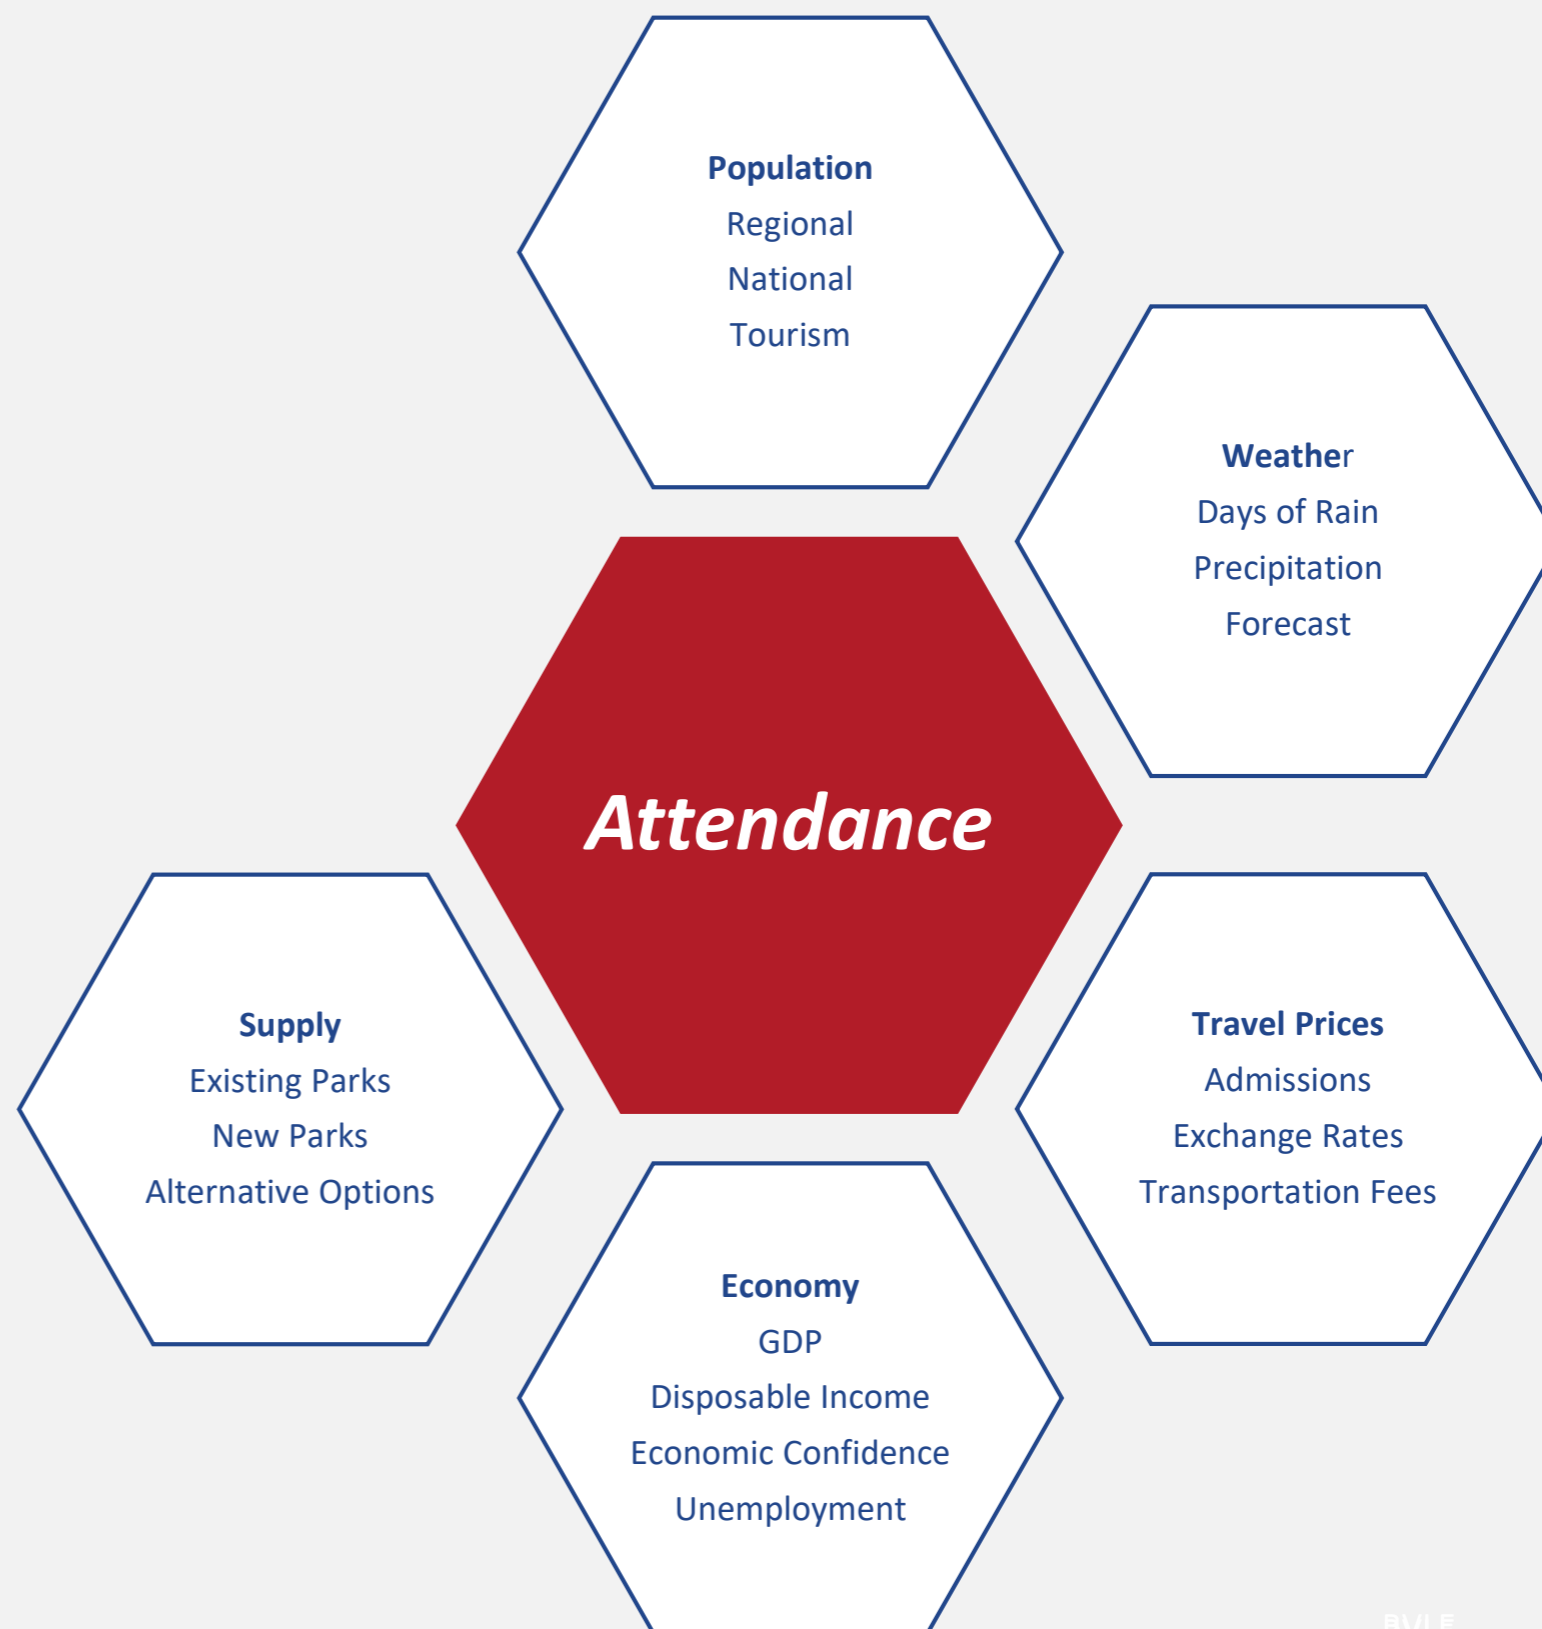 Population
Regional
National
Tourism
Weather
Days of Rain
Precipitation
Forecast
Attendance
Supply
Existing Parks
New Parks
Alternative Options
Travel Prices
Admissions
Exchange Rates
Transportation Fees
Economy
GDP
Disposable Income
Economic Confidence
Unemployment